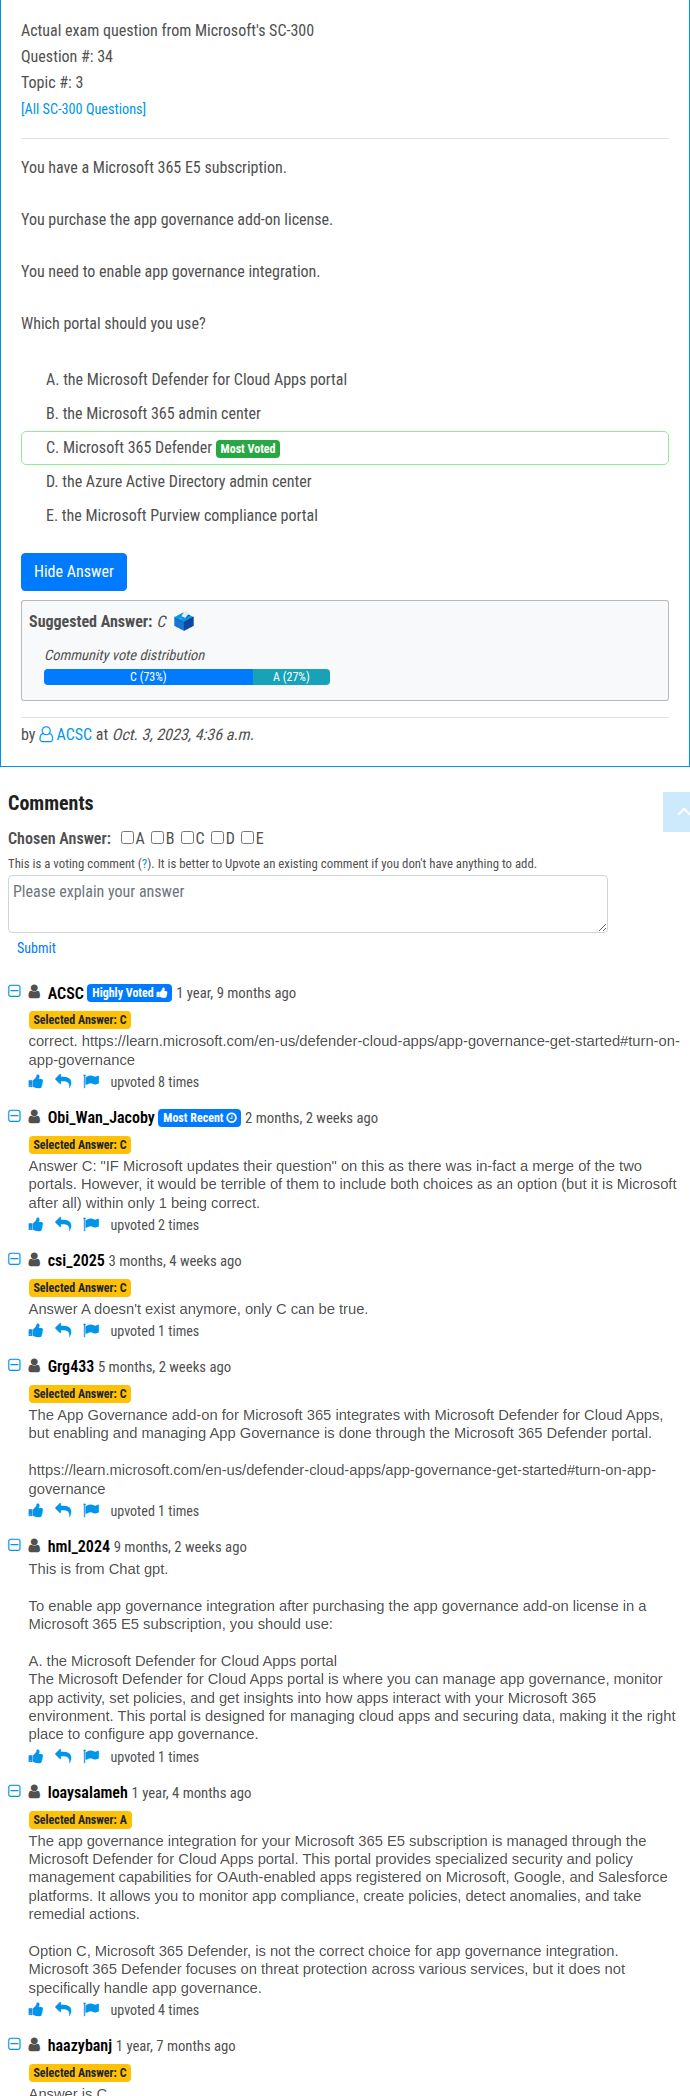 Actual exam question from Microsoft's SC-300
Question #: 34
Topic #: 3
[All SC-300 Questions]
You have a Microsoft 365 E5 subscription.
You purchase the app governance add-on license.
You need to enable app governance integration.
Which portal should you use?
A. the Microsoft Defender for Cloud Apps portal
B. the Microsoft 365 admin center
C. Microsoft 365 Defender Most Voted
D. the Azure Active Directory admin center
E. the Microsoft Purview compliance portal
Hide Answer
Suggested Answer: C
Community vote distribution
C (73%) A (27%)
by ACSC at Oct. 3, 2023, 4:36 a.m.
Comments
Chosen Answer: A B C D E
This is a voting comment (?). It is better to Upvote an existing comment if you don't have anything to add.
Please explain your answer
Submit
ACSC Highly Voted 1 year, 9 months ago
Selected Answer: C
correct. https://learn.microsoft.com/en-us/defender-cloud-apps/app-governance-get-started#turn-on-
app-governance
upvoted 8 times
Obi_Wan_Jacoby Most Recent 2 months, 2 weeks ago
Selected Answer: C
Answer C: "IF Microsoft updates their question" on this as there was in-fact a merge of the two
portals. However, it would be terrible of them to include both choices as an option (but it is Microsoft
after all) within only 1 being correct.
upvoted 2 times
csi_2025 3 months, 4 weeks ago
Selected Answer: C
Answer A doesn't exist anymore, only C can be true.
upvoted 1 times
Grg433 5 months, 2 weeks ago
Selected Answer: C
The App Governance add-on for Microsoft 365 integrates with Microsoft Defender for Cloud Apps,
but enabling and managing App Governance is done through the Microsoft 365 Defender portal.
https://learn.microsoft.com/en-us/defender-cloud-apps/app-governance-get-started#turn-on-app-
governance
upvoted 1 times
hml_2024 9 months, 2 weeks ago
This is from Chat gpt.
To enable app governance integration after purchasing the app governance add-on license in a
Microsoft 365 E5 subscription, you should use:
A. the Microsoft Defender for Cloud Apps portal
The Microsoft Defender for Cloud Apps portal is where you can manage app governance, monitor
app activity, set policies, and get insights into how apps interact with your Microsoft 365
environment. This portal is designed for managing cloud apps and securing data, making it the right
place to configure app governance.
upvoted 1 times
loaysalameh 1 year, 4 months ago
Selected Answer: A
The app governance integration for your Microsoft 365 E5 subscription is managed through the
Microsoft Defender for Cloud Apps portal. This portal provides specialized security and policy
management capabilities for OAuth-enabled apps registered on Microsoft, Google, and Salesforce
platforms. It allows you to monitor app compliance, create policies, detect anomalies, and take
remedial actions.
Option C, Microsoft 365 Defender, is not the correct choice for app governance integration.
Microsoft 365 Defender focuses on threat protection across various services, but it does not
specifically handle app governance.
upvoted 4 times
haazybanj 1 year, 7 months ago
Selected Answer: C
Answer is C